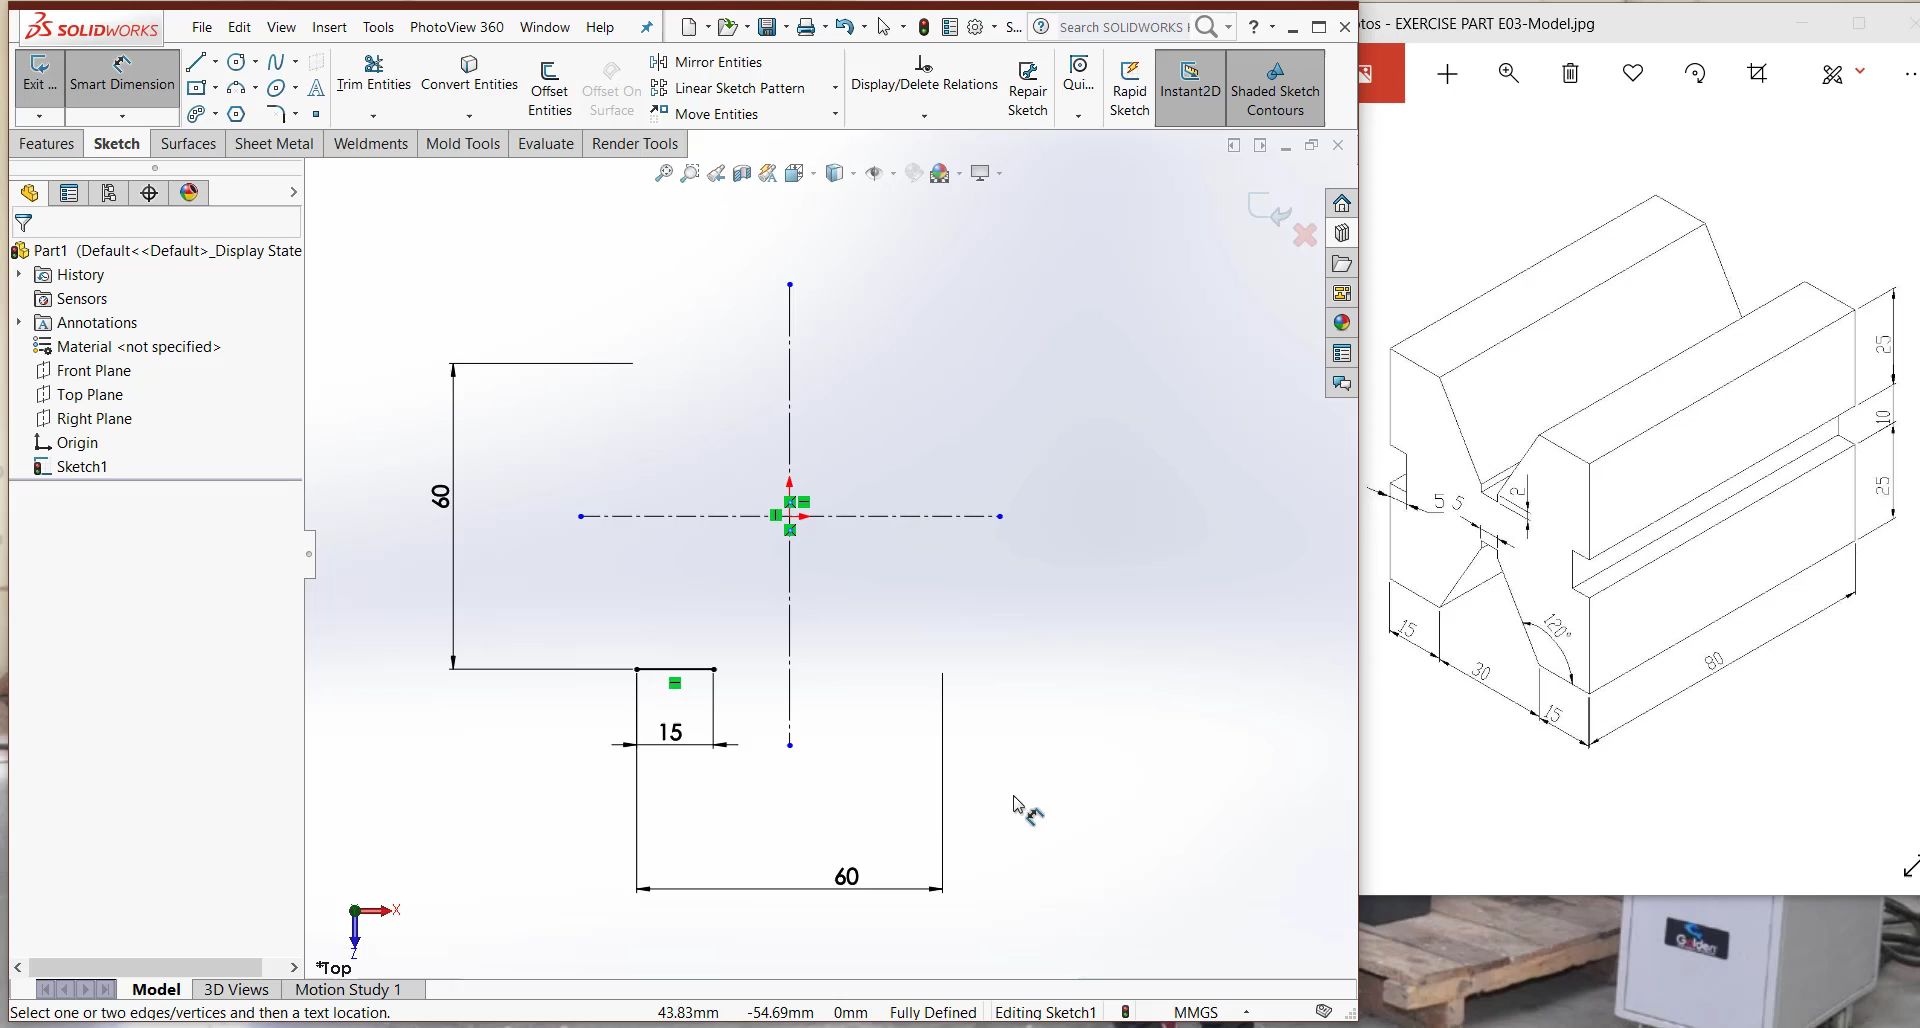 SOLIDWORKS File Edit View Insert Tools PhotoView 360 Window Help S... Search SOLIDWORKS H ?
otos - EXERCISE PART E03-Model.jpg
Exit ... Smart Dimension Trim Entities Convert Entities Offset Entities Offset On Surface Mirror Entities Linear Sketch Pattern Move Entities Display/Delete Relations Repair Sketch Qui... Rapid Sketch Instant2D Shaded Sketch Contours
Features Sketch Surfaces Sheet Metal Weldments Mold Tools Evaluate Render Tools
Part1 (Default<<Default>_Display State
History
Sensors
A Annotations
Material <not specified>
Front Plane
Top Plane
Right Plane
Origin
Sketch1
60
15
60
X
Z
*Top
25
10
25
5 5 2
120°
15
30
15
80
Model 3D Views Motion Study 1
Select one or two edges/vertices and then a text location. 43.83mm -54.69mm 0mm Fully Defined Editing Sketch1 MMGS
Golden